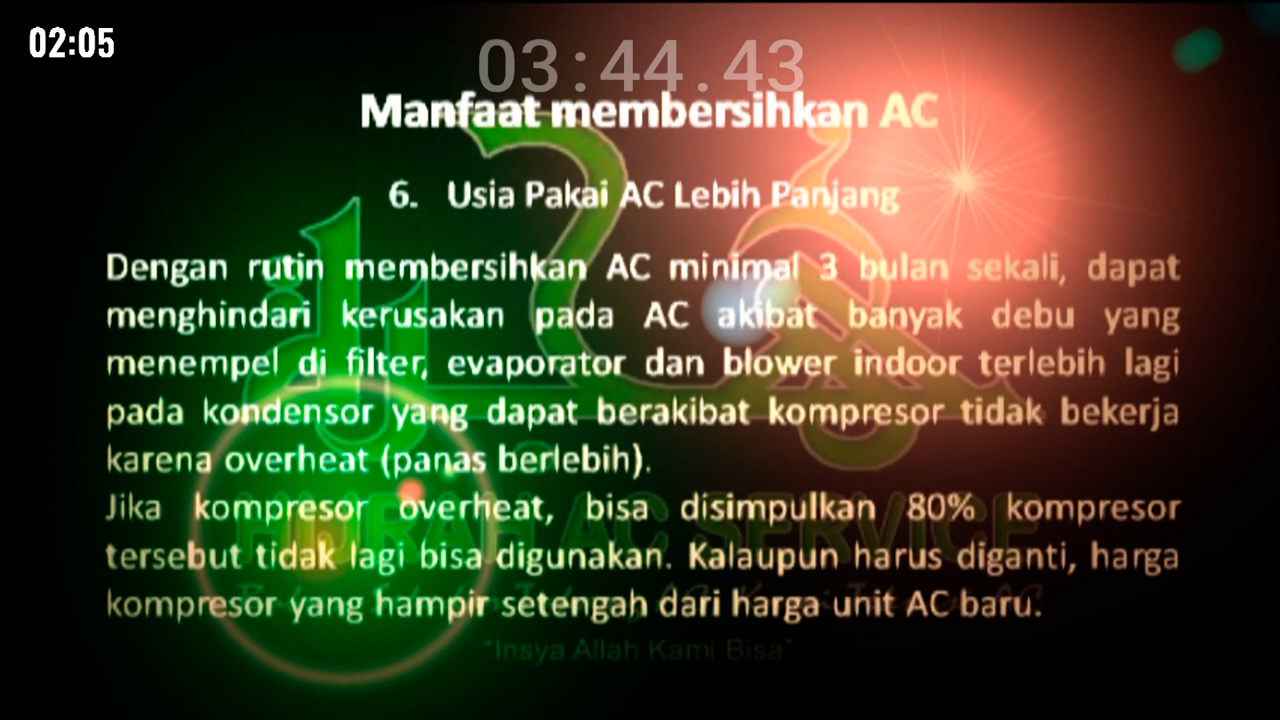 02:05
03:44.43
Manfaat membersihkan AC
6. Usia Pakai AC Lebih Panjang
Dengan rutin membersihkan AC minimal 3 bulan sekali, dapat
menghindari kerusakan pada AC akibat banyak debu yang
menempel di filter, evaporator dan blower indoor terlebih lagi
pada kondensor yang dapat berakibat kompresor tidak bekerja
karena overheat (panas berlebih).
Jika kompresor overheat, bisa disimpulkan 80% kompresor
tersebut tidak lagi bisa digunakan. Kalaupun harus diganti, harga
kompresor yang hampir setengah dari harga unit AC baru.
AC SERVICE
"Insya Allah Kami Bisa"